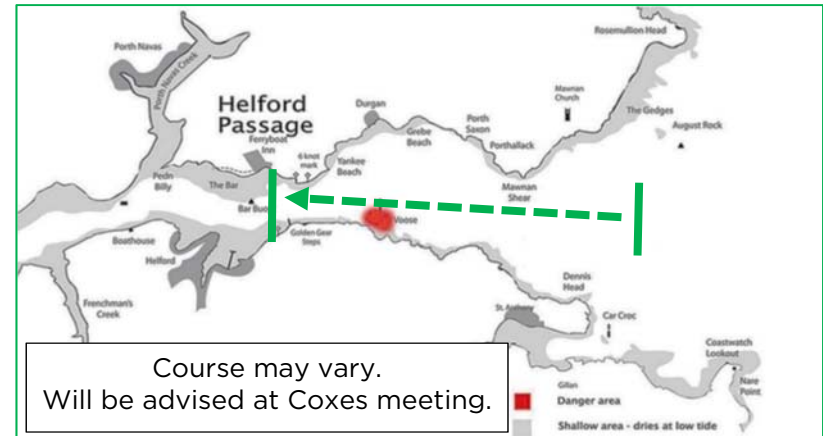 Rosemullion Head
Porth Navas
Porth Navas Creek
Helford
Passage
Ferryboat
Inn
Durgan
Mawnan
Church
The Gedges
August Rock
6 knot
mark
Grebe
Beach
Porth
Saxon
Porthallack
Yankee
Beach
Mawnan
Shear
Pedn
Billy
The Bar
Bar Buoy
Voose
Boathouse
Helford
Golden Gear
Steps
Frenchman's
Creek
Dennis
Head
St. Anthony
Car Croc
Coastwatch
Lookout
Nare
Point
Gillan
Course may vary.
Will be advised at Coxes meeting.
Danger area
Shallow area - dries at low tide